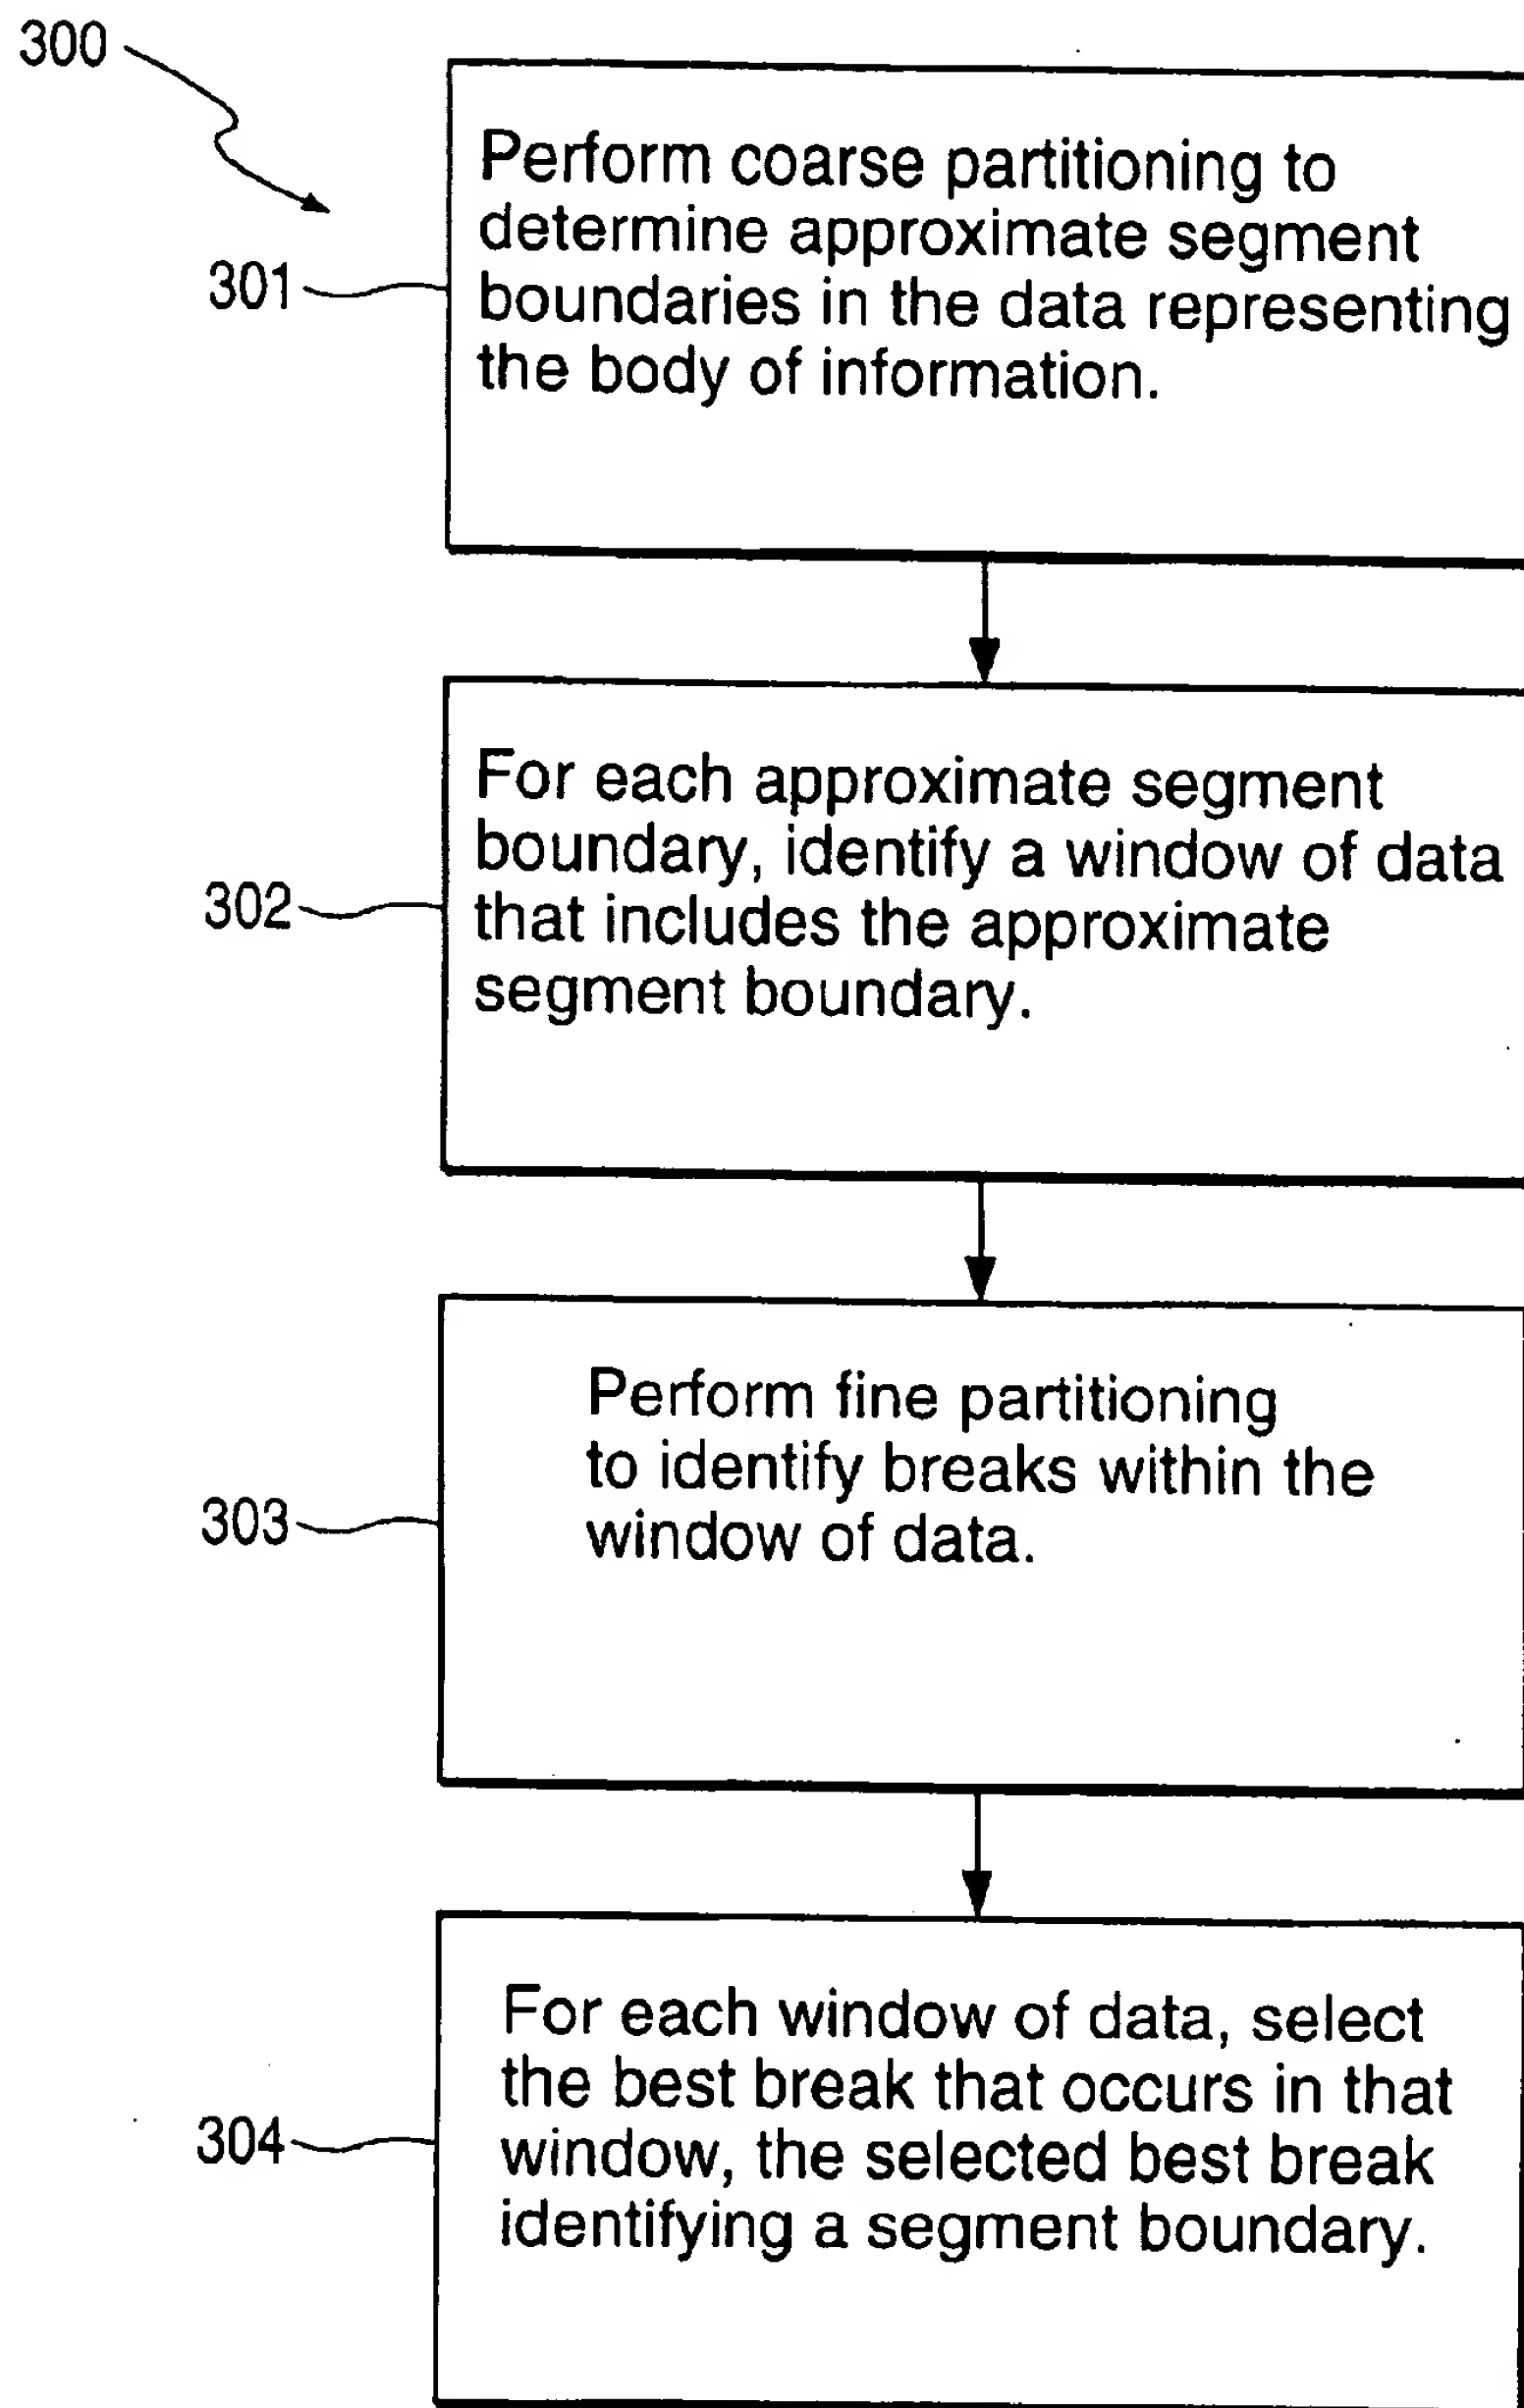 300
Perform coarse partitioning to
determine approximate segment
301
boundaries in the data representing
the body of information.
For each approximate segment
boundary, identify a window of data
302
that includes the approximate
segment boundary.
Perform fine partitioning
to identify breaks within the
303
window of data.
For each window of data, select
the best break that occurs in that
304
window, the selected best break
identifying a segment boundary.